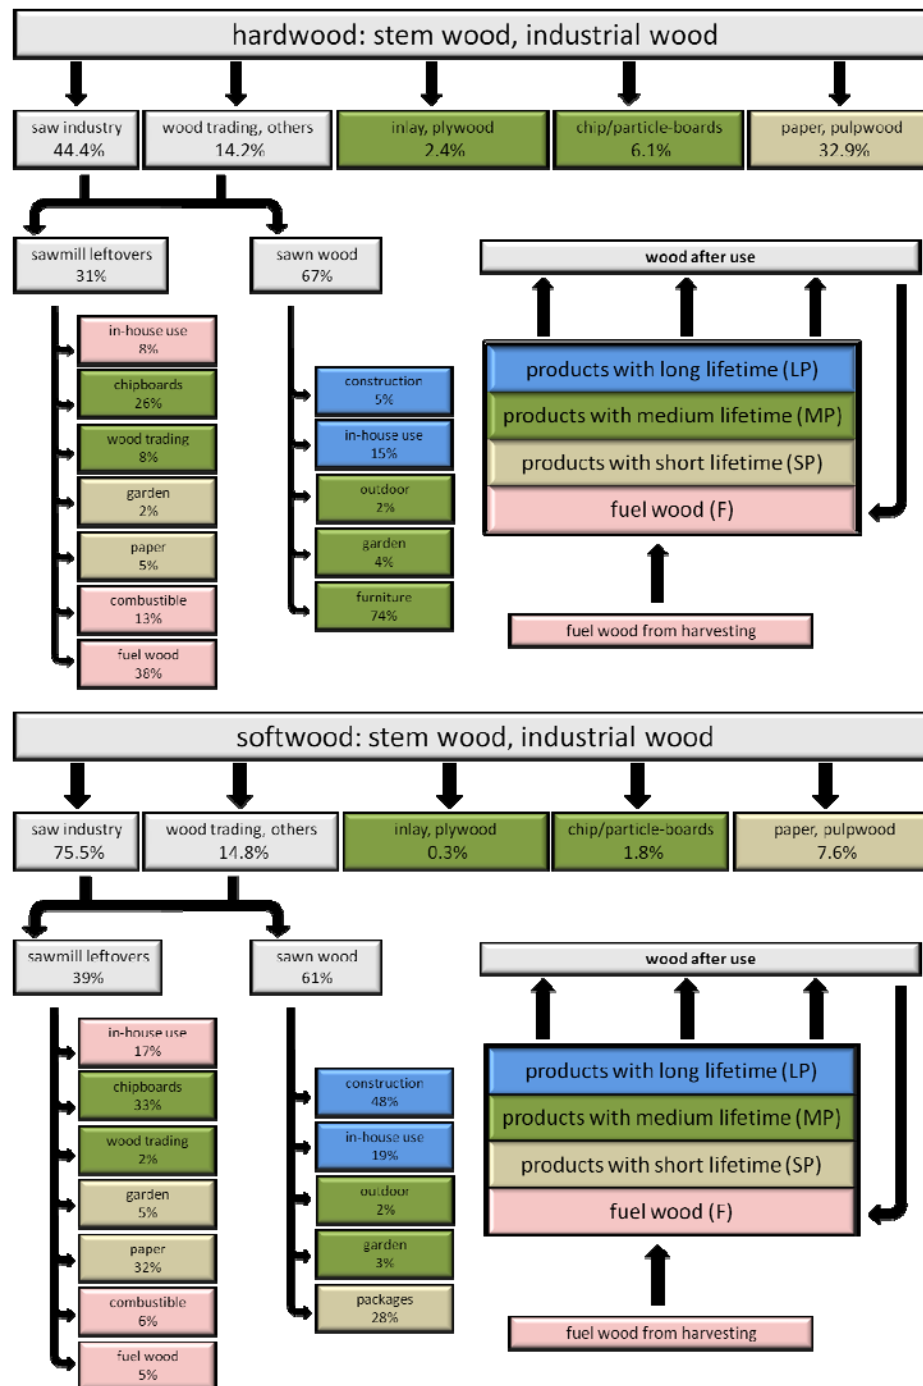 hardwood: stem wood, industrial wood
saw industry
44.4%
wood trading, others
14.2%
inlay, plywood
2.4%
chip/particle-boards
6.1%
paper, pulpwood
32.9%
sawmill leftovers
31%
sawn wood
67%
wood after use
in-house use
8%
chipboards
26%
wood trading
8%
garden
2%
paper
5%
combustible
13%
fuel wood
38%
construction
5%
in-house use
15%
outdoor
2%
garden
4%
furniture
74%
products with long lifetime (LP)
products with medium lifetime (MP)
products with short lifetime (SP)
fuel wood (F)
fuel wood from harvesting
softwood: stem wood, industrial wood
saw industry
75.5%
wood trading, others
14.8%
inlay, plywood
0.3%
chip/particle-boards
1.8%
paper, pulpwood
7.6%
sawmill leftovers
39%
sawn wood
61%
wood after use
in-house use
17%
chipboards
33%
wood trading
2%
garden
5%
paper
32%
combustible
6%
fuel wood
5%
construction
48%
in-house use
19%
outdoor
2%
garden
3%
packages
28%
products with long lifetime (LP)
products with medium lifetime (MP)
products with short lifetime (SP)
fuel wood (F)
fuel wood from harvesting